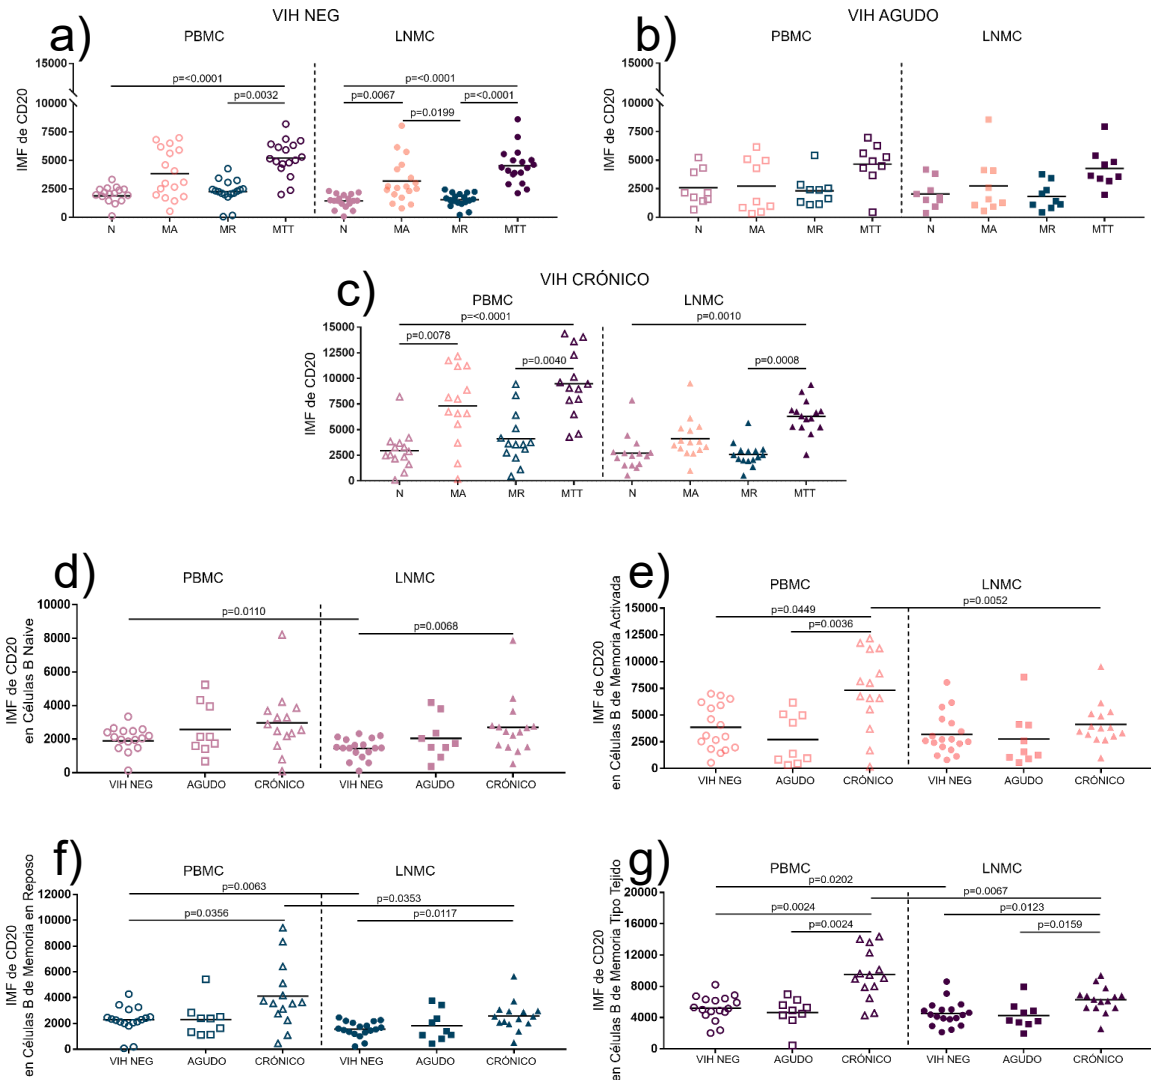 a)
VIH NEG
PBMC
LNMC
IMF de CD20
15000
10000
5000
2500
0
p=<0.0001
p=0.0032
p=<0.0001
p=0.0067
p=<0.0001
p=0.0199
N MA MR MTT N MA MR MTT
b)
VIH AGUDO
PBMC
LNMC
IMF de CD20
15000
10000
5000
2500
0
N MA MR MTT N MA MR MTT
c)
VIH CRÓNICO
PBMC
LNMC
IMF de CD20
15000
12500
10000
7500
5000
2500
0
p=<0.0001
p=0.0078
p=0.0040
p=0.0010
p=0.0008
N MA MR MTT N MA MR MTT
d)
PBMC
LNMC
IMF de CD20
en Células B Naive
10000
8000
6000
4000
2000
0
p=0.0110
p=0.0068
VIH NEG AGUDO CRÓNICO VIH NEG AGUDO CRÓNICO
e)
PBMC
LNMC
IMF de CD20
en Células B de Memoria Activada
15000
12500
10000
7500
5000
2500
0
p=0.0052
p=0.0449
p=0.0036
VIH NEG AGUDO CRÓNICO VIH NEG AGUDO CRÓNICO
f)
PBMC
LNMC
IMF de CD20
en Células B de Memoria en Reposo
12000
10000
8000
6000
4000
2000
0
p=0.0063
p=0.0353
p=0.0356
p=0.0117
VIH NEG AGUDO CRÓNICO VIH NEG AGUDO CRÓNICO
g)
PBMC
LNMC
IMF de CD20
en Células B de Memoria Tipo Tejido
20000
16000
12000
8000
4000
0
p=0.0202
p=0.0067
p=0.0024
p=0.0123
p=0.0024
p=0.0159
VIH NEG AGUDO CRÓNICO VIH NEG AGUDO CRÓNICO